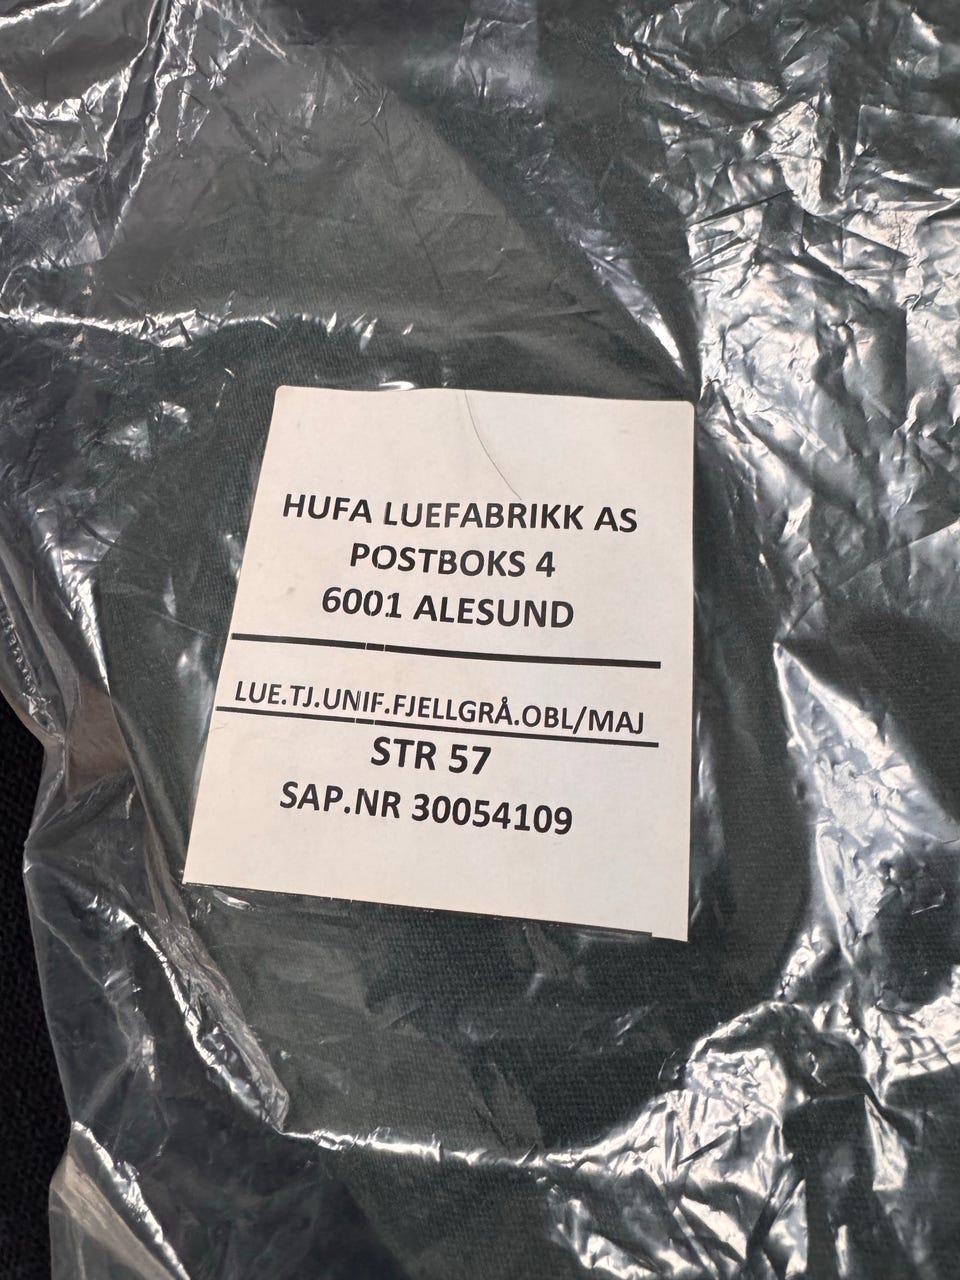 HUFA LUEFABRIKK AS
POSTBOKS 4
6001 ALESUND
LUE.TJ.UNIF.FJELLGRÅ.OBL/MAJ
STR 57
SAP.NR 30054109